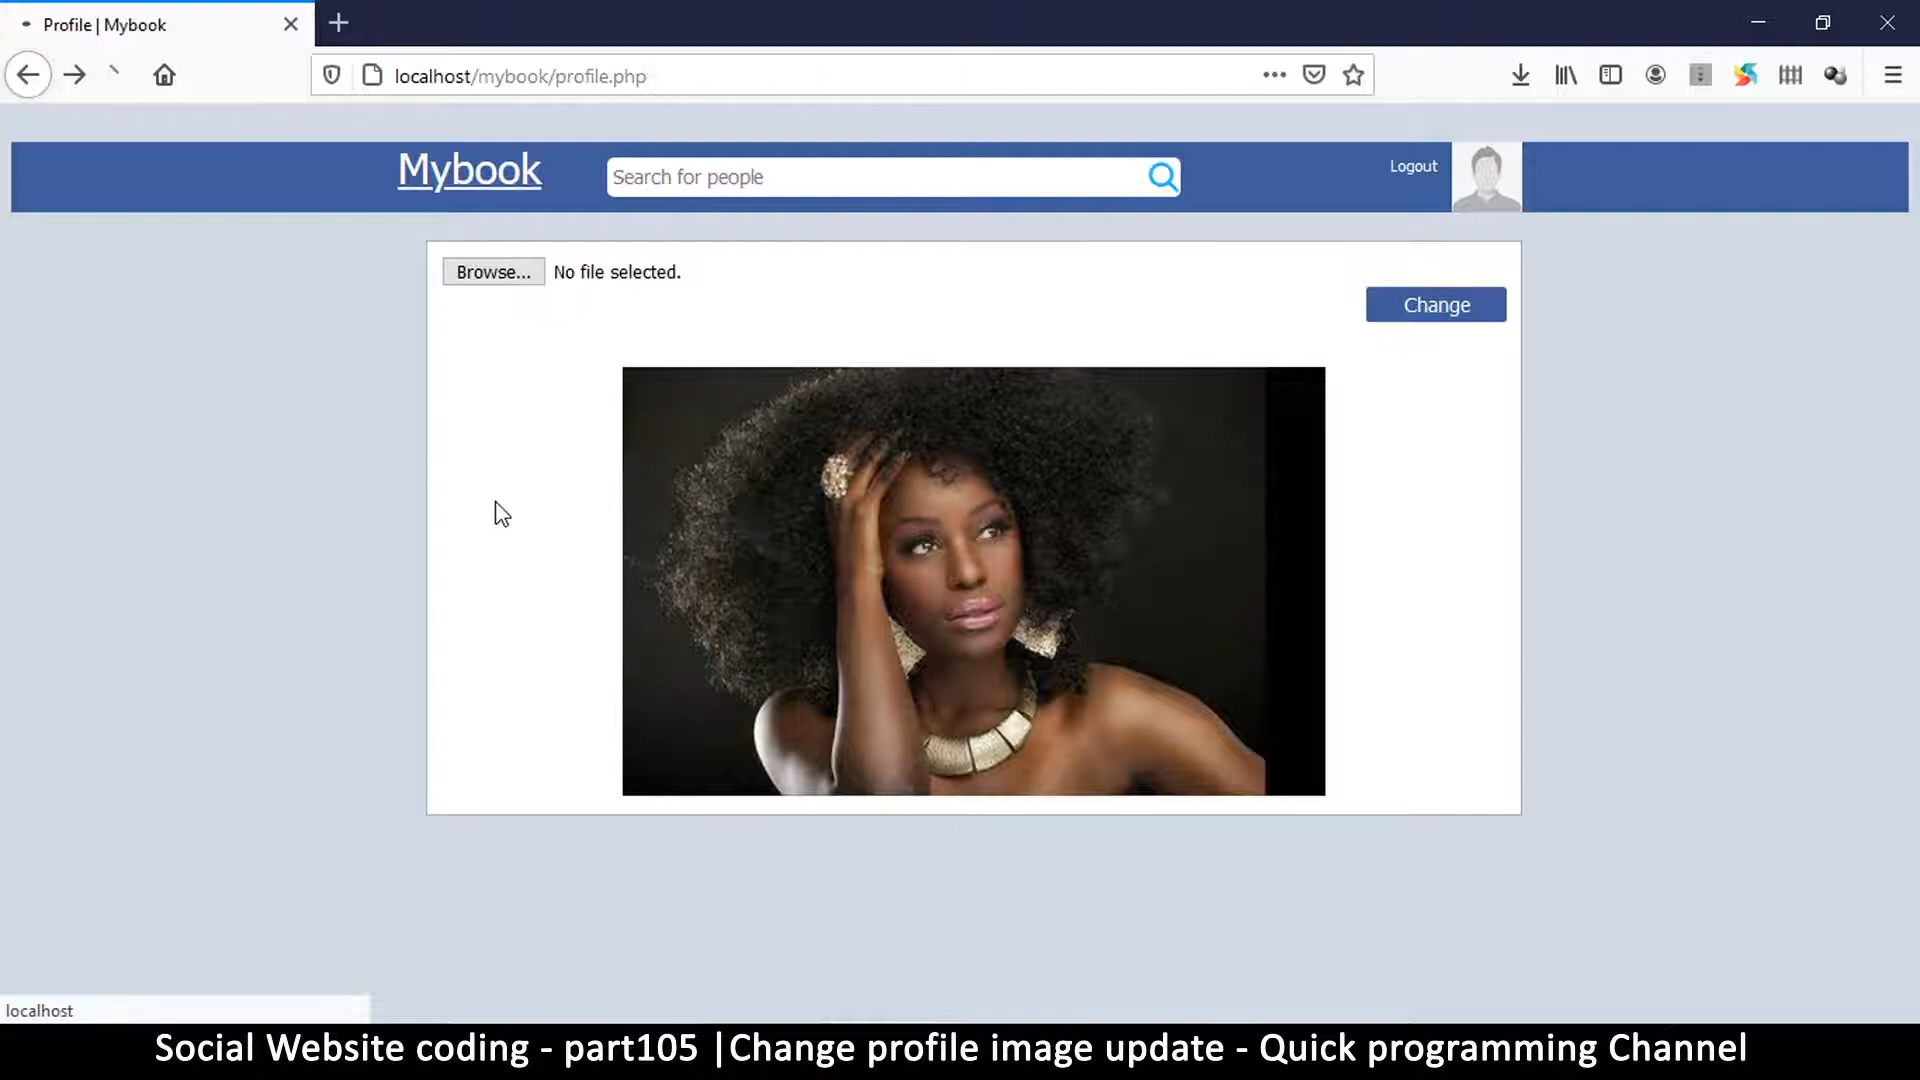 Profile | Mybook
localhost/mybook/profile.php
Mybook
Search for people
Logout
Browse... No file selected.
Change
localhost
Social Website coding - part105 |Change profile image update - Quick programming Channel